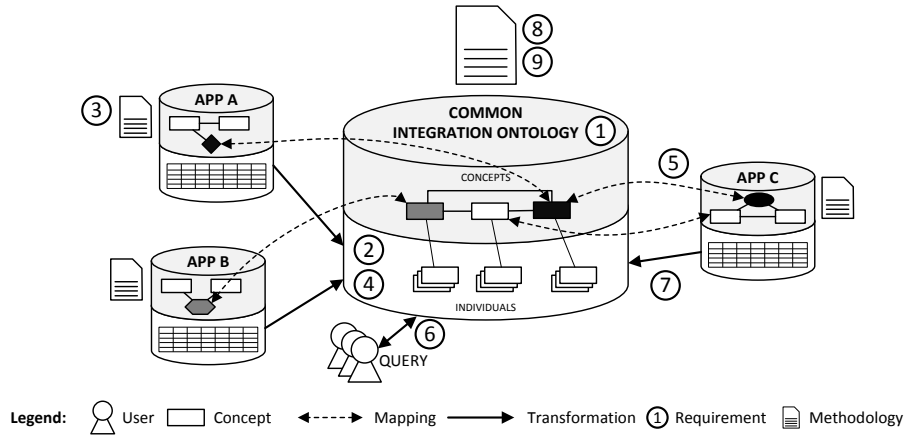 8
9
APP A
3
COMMON
INTEGRATION ONTOLOGY 1
CONCEPTS
5
APP C
APP B
2
4
7
INDIVIDUALS
6
QUERY
Legend: User Concept Mapping Transformation 1 Requirement Methodology